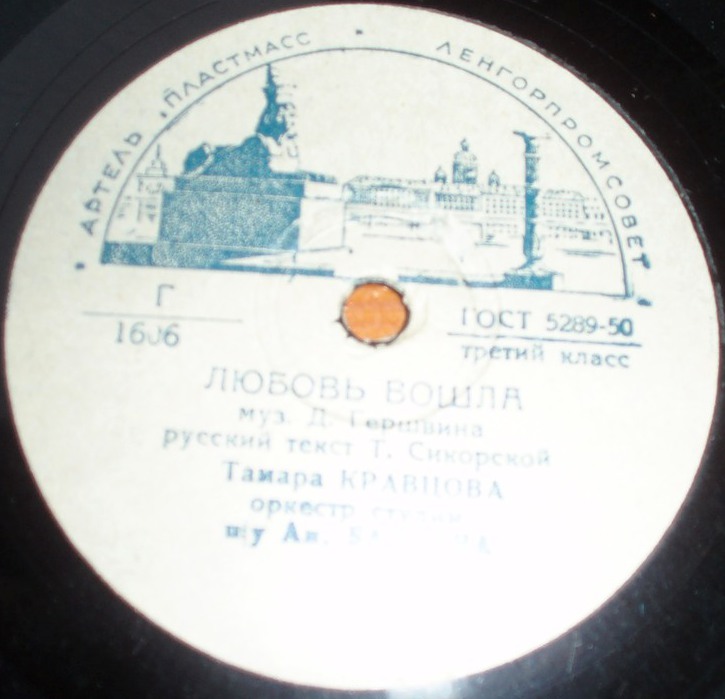 АРТЕЛЬ „ПЛАСТМАСС • ЛЕНГОРПРОМСОВЕТ
Г
1606
ГОСТ 5289-50
третий класс
ЛЮБОВЬ ВОШЛА
муз. Д. Гершвина
русский текст Т. Сикорской
Тамара КРАВЦОВА
оркестр
п/у Ан.